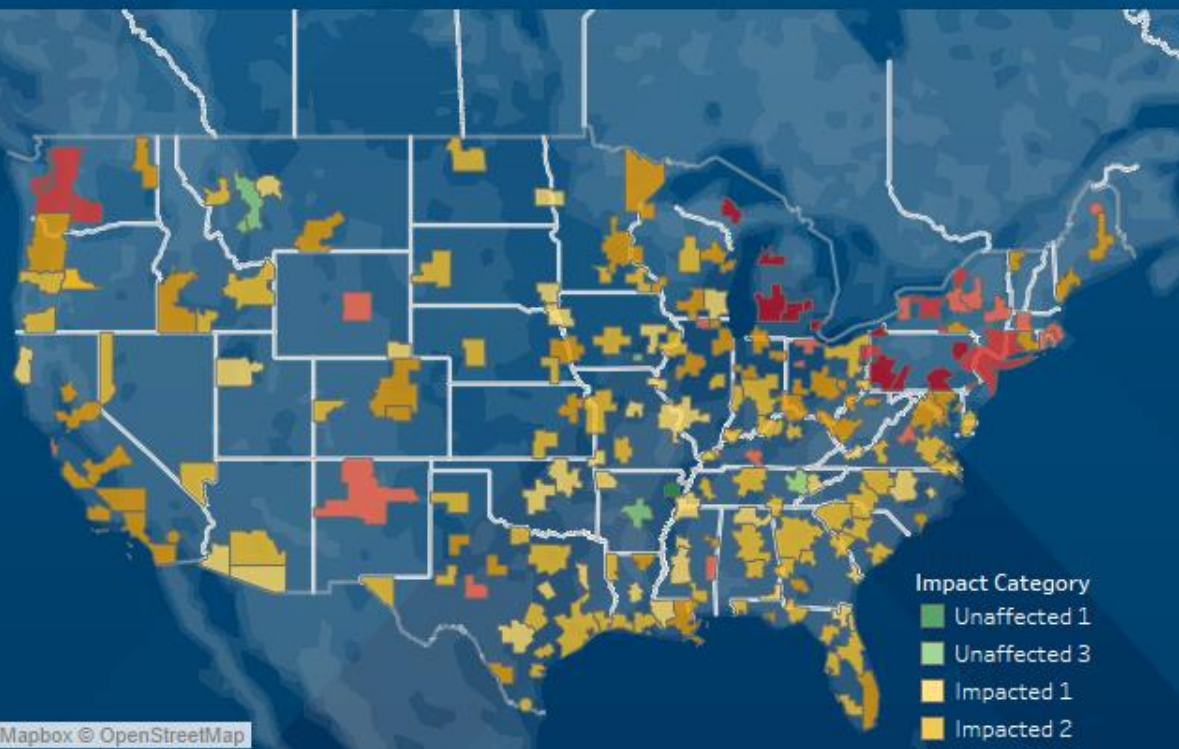 Impact Category
Unaffected 1
Unaffected 3
Impacted 1
Impacted 2
Mapbox © OpenStreetMap